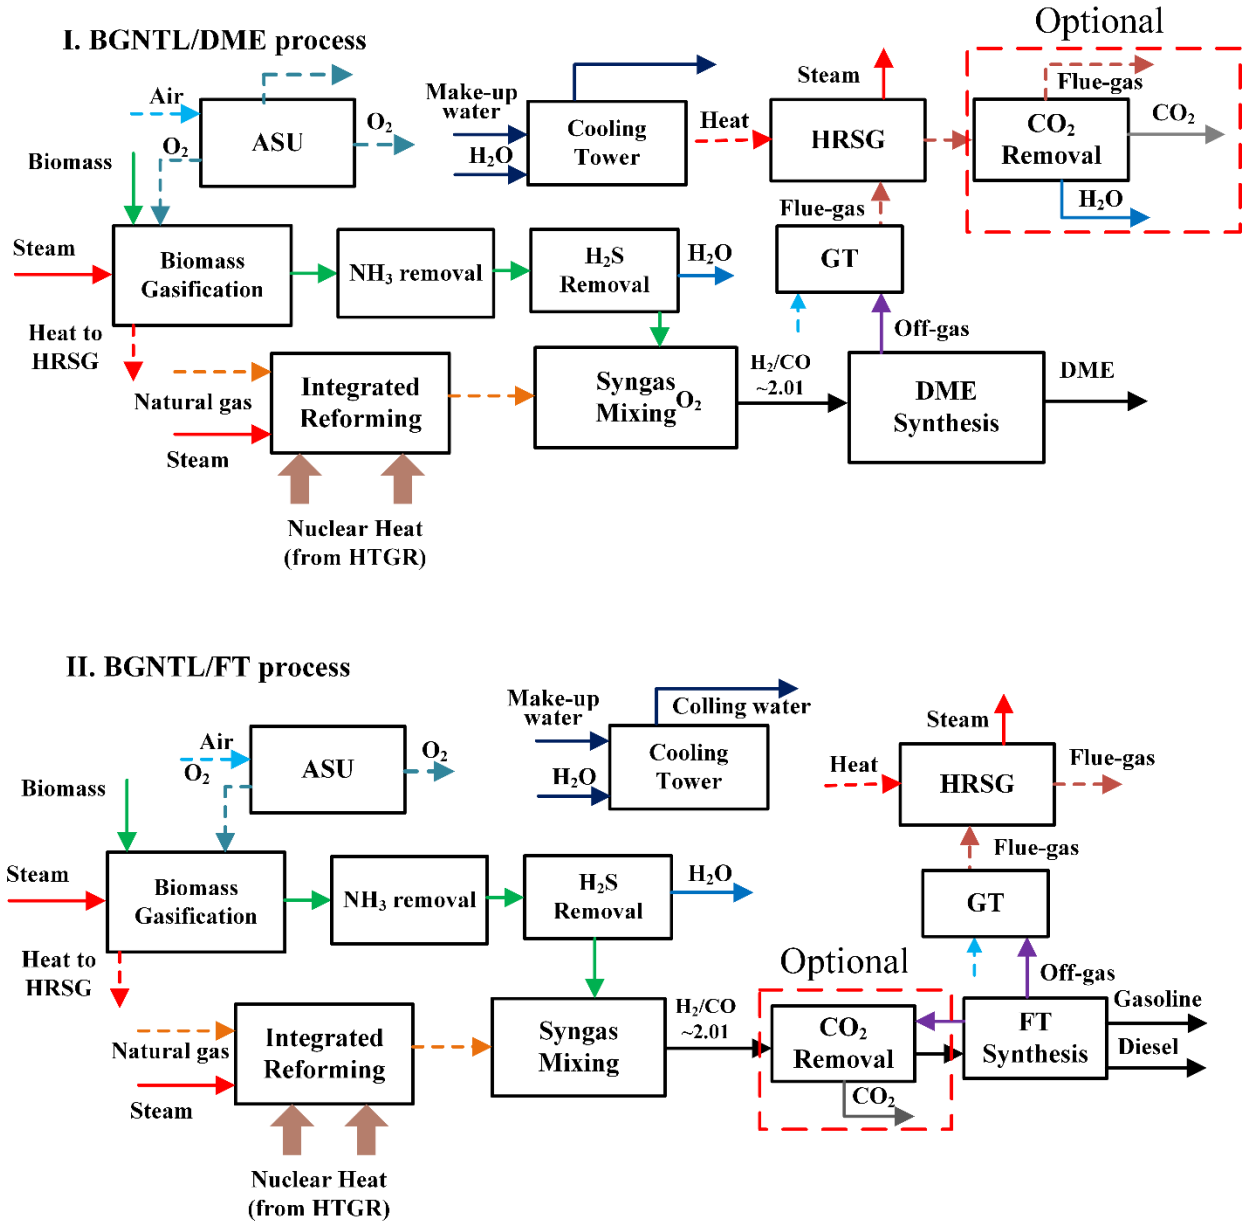 Optional
I. BGNTL/DME process
Air
ASU
O₂
O₂
Biomass
Make-up
water
H₂O
Cooling
Tower
Steam
Heat
HRSG
Flue-gas
CO₂
Removal
CO₂
H₂O
Flue-gas
GT
Steam
Biomass
Gasification
NH₃ removal
H₂S
Removal
H₂O
Heat to
HRSG
Off-gas
Natural gas
Integrated
Reforming
Syngas
Mixing
O₂
H₂/CO
~2.01
DME
Synthesis
DME
Steam
Nuclear Heat
(from HTGR)
II. BGNTL/FT process
Make-up
water
Colling water
Steam
Air
O₂
ASU
O₂
Cooling
Tower
H₂O
Heat
HRSG
Flue-gas
Biomass
Flue-gas
Steam
Biomass
Gasification
NH₃ removal
H₂S
Removal
H₂O
GT
Heat to
HRSG
Optional
Off-gas
Gasoline
Natural gas
Integrated
Reforming
Syngas
Mixing
H₂/CO
~2.01
CO₂
Removal
FT
Synthesis
Diesel
CO₂
Steam
Nuclear Heat
(from HTGR)